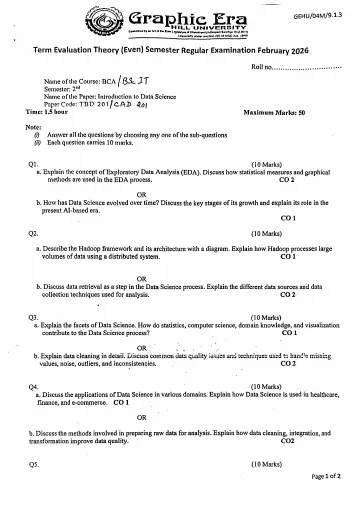 GEHU/04M/9.1.3
Graphic Era
HILL UNIVERSITY
Term Evaluation Theory (Even) Semester Regular Examination February 2026
Roll no..............................
Name of the Course: BCA / BSc IT
Semester: 2nd
Name of the Paper: Introduction to Data Science
Paper Code: TBD 201/CAD 201
Time: 1.5 hour Maximum Marks: 50
Note:
(i) Answer all the questions by choosing any one of the sub-questions
(ii) Each question carries 10 marks.
Q1. (10 Marks)
a. Explain the concept of Exploratory Data Analysis (EDA). Discuss how statistical measures and graphical
methods are used in the EDA process. CO 2
OR
b. How has Data Science evolved over time? Discuss the key stages of its growth and explain its role in the
present AI-based era.
CO 1
Q2. (10 Marks)
a. Describe the Hadoop framework and its architecture with a diagram. Explain how Hadoop processes large
volumes of data using a distributed system. CO 1
OR
b. Discuss data retrieval as a step in the Data Science process. Explain the different data sources and data
collection techniques used for analysis. CO 2
Q3. (10 Marks)
a. Explain the facets of Data Science. How do statistics, computer science, domain knowledge, and visualization
contribute to the Data Science process? CO 1
OR
b. Explain data cleaning in detail. Discuss common data quality issues and techniques used to handle missing
values, noise, outliers, and inconsistencies. CO 2
Q4. (10 Marks)
a. Discuss the applications of Data Science in various domains. Explain how Data Science is used in healthcare,
finance, and e-commerce. CO 1
OR
b. Discuss the methods involved in preparing raw data for analysis. Explain how data cleaning, integration, and
transformation improve data quality. CO2
Q5. (10 Marks)
Page 1 of 2